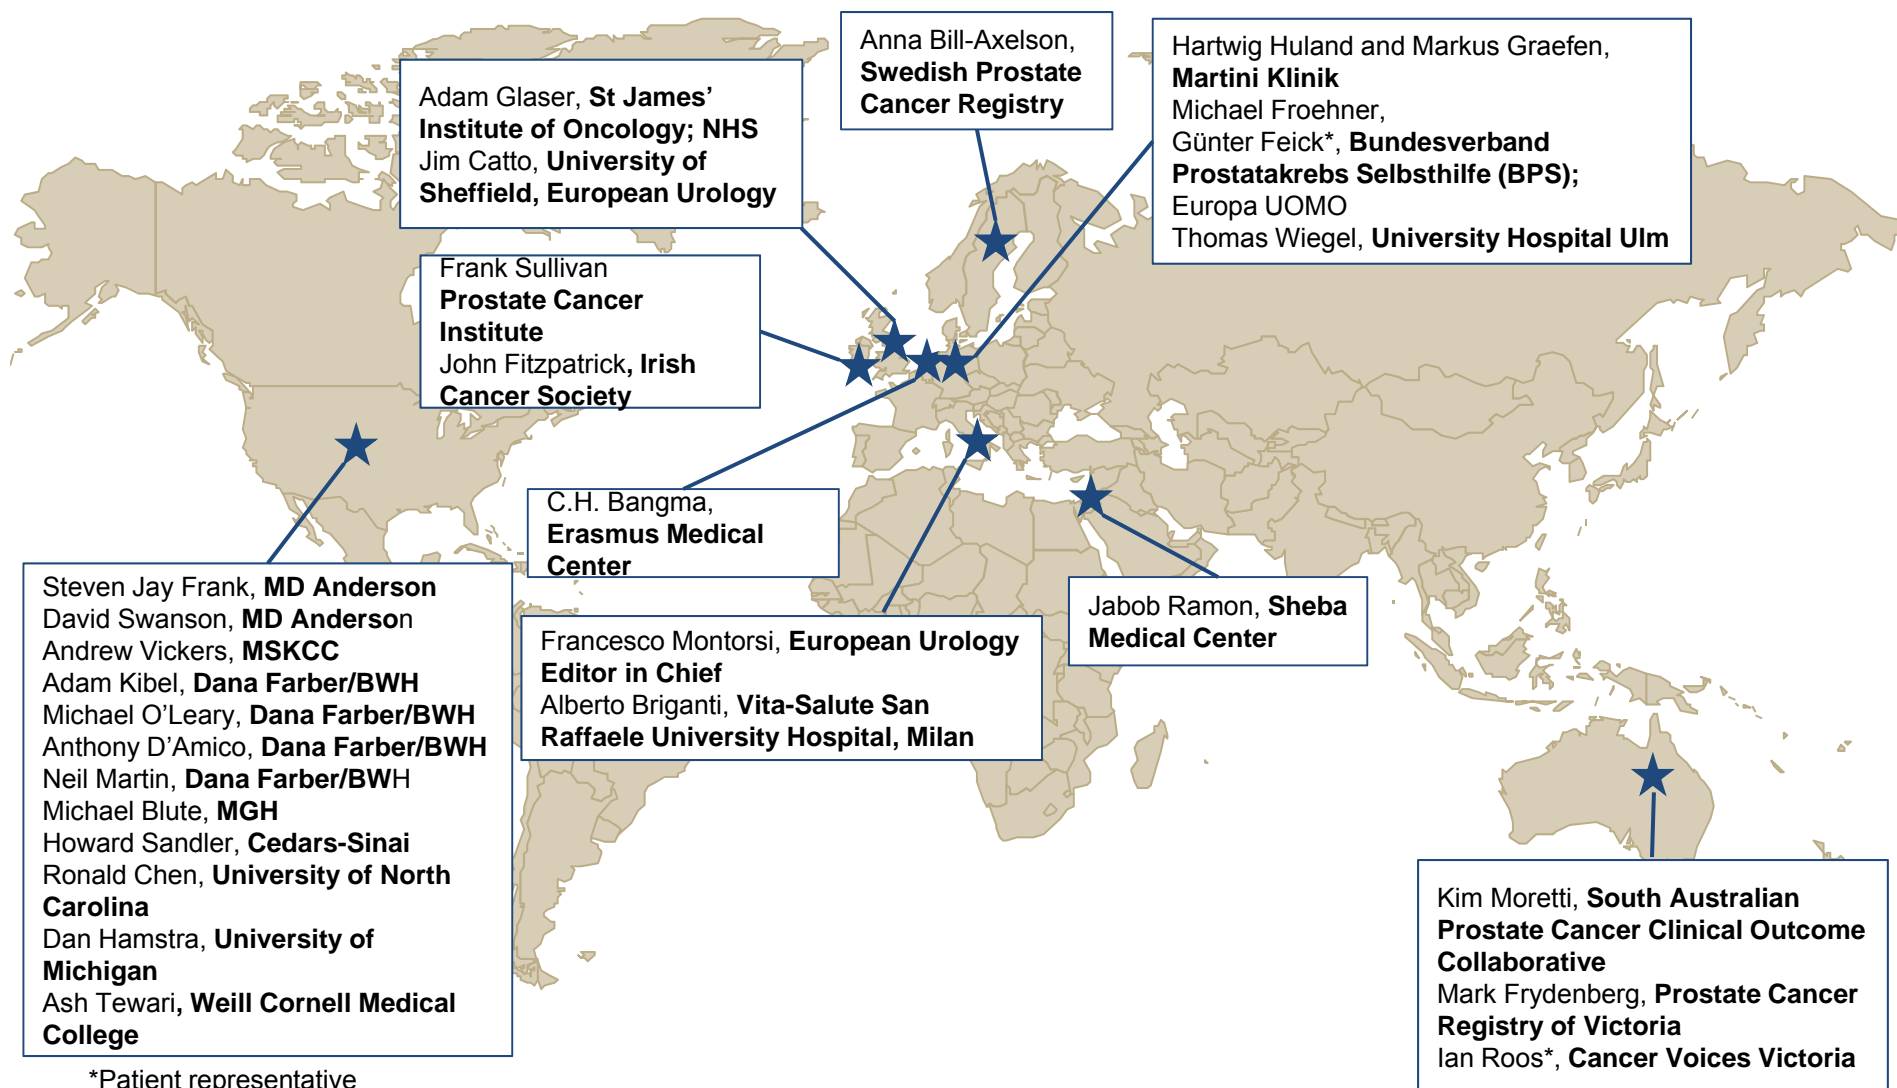 Adam Glaser, St James’
Institute of Oncology; NHS
Jim Catto, University of
Sheffield, European Urology
Anna Bill-Axelson,
Swedish Prostate
Cancer Registry
Hartwig Huland and Markus Graefen,
Martini Klinik
Michael Froehner,
Günter Feick*, Bundesverband
Prostatakrebs Selbsthilfe (BPS);
Europa UOMO
Thomas Wiegel, University Hospital Ulm
Frank Sullivan
Prostate Cancer
Institute
John Fitzpatrick, Irish
Cancer Society
C.H. Bangma,
Erasmus Medical
Center
Steven Jay Frank, MD Anderson
David Swanson, MD Anderson
Andrew Vickers, MSKCC
Adam Kibel, Dana Farber/BWH
Michael O’Leary, Dana Farber/BWH
Anthony D’Amico, Dana Farber/BWH
Neil Martin, Dana Farber/BWH
Michael Blute, MGH
Howard Sandler, Cedars-Sinai
Ronald Chen, University of North
Carolina
Dan Hamstra, University of
Michigan
Ash Tewari, Weill Cornell Medical
College
Francesco Montorsi, European Urology
Editor in Chief
Alberto Briganti, Vita-Salute San
Raffaele University Hospital, Milan
Jabob Ramon, Sheba
Medical Center
Kim Moretti, South Australian
Prostate Cancer Clinical Outcome
Collaborative
Mark Frydenberg, Prostate Cancer
Registry of Victoria
Ian Roos*, Cancer Voices Victoria
*Patient representative